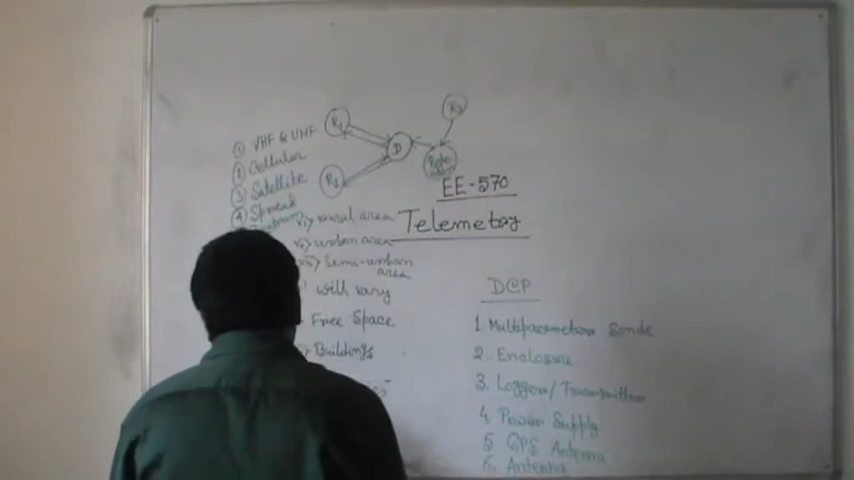 R1
R3
D
R2
EE-570
Telemetry
① VHF & UHF
② Cellular
③ Satellite
④ Spread
rural area
urban area
Semi-urban
area
will vary
Free Space
Buildings
DCP
1. Multiparameters Sonde
2. Enclosure
3. Logger/Transmitter
4. Power Supply
5 GPS Antenna
6. Antenna